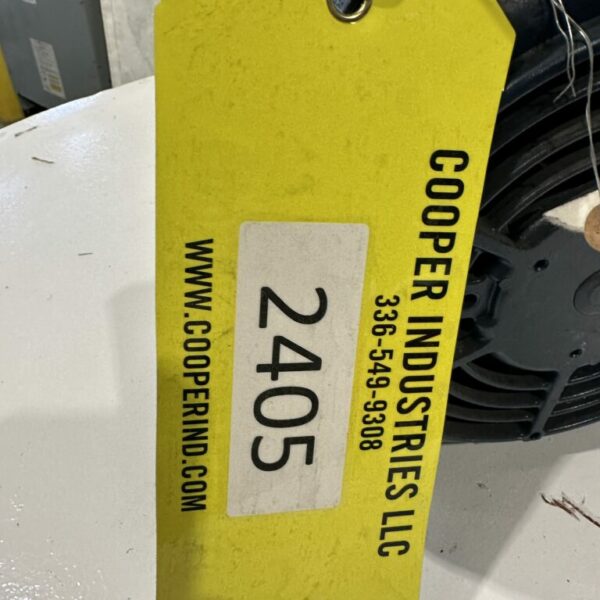 COOPER INDUSTRIES LLC
336-549-9308
2405
WWW.COOPERIND.COM